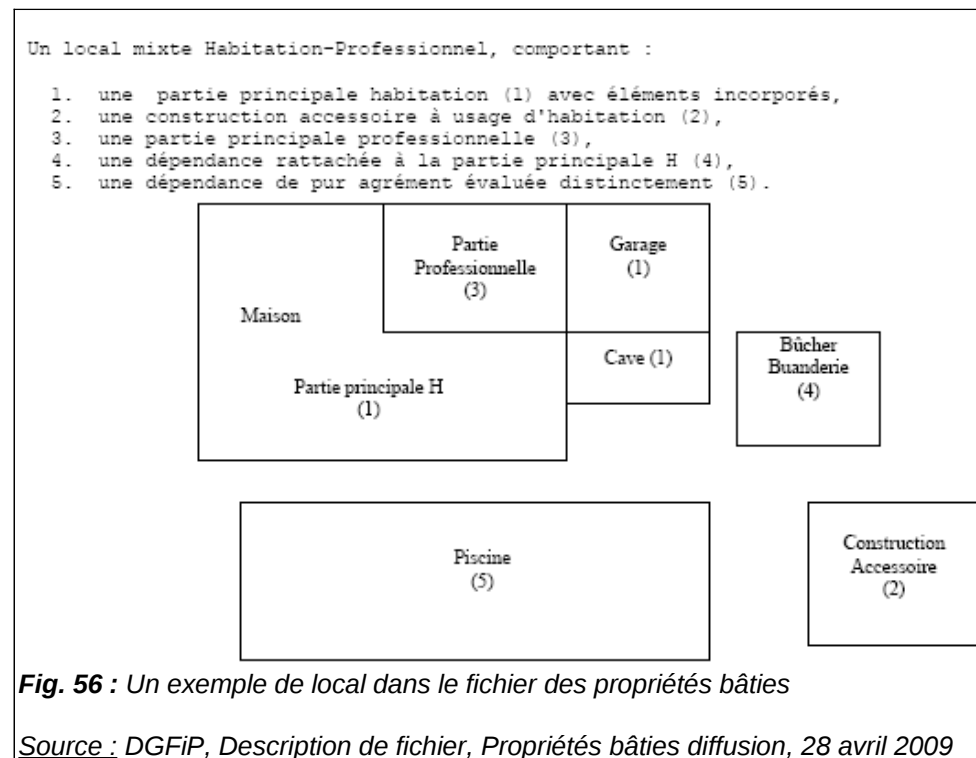 Un local mixte Habitation-Professionnel, comportant :
1. une partie principale habitation (1) avec éléments incorporés,
2. une construction accessoire à usage d'habitation (2),
3. une partie principale professionnelle (3),
4. une dépendance rattachée à la partie principale H (4),
5. une dépendance de pur agrément évaluée distinctement (5).
Partie
Professionnelle
(3)
Garage
(1)
Maison
Cave (1)
Partie principale H
(1)
Bûcher
Buanderie
(4)
Piscine
(5)
Construction
Accessoire
(2)
Fig. 56 : Un exemple de local dans le fichier des propriétés bâties
Source : DGFiP, Description de fichier, Propriétés bâties diffusion, 28 avril 2009